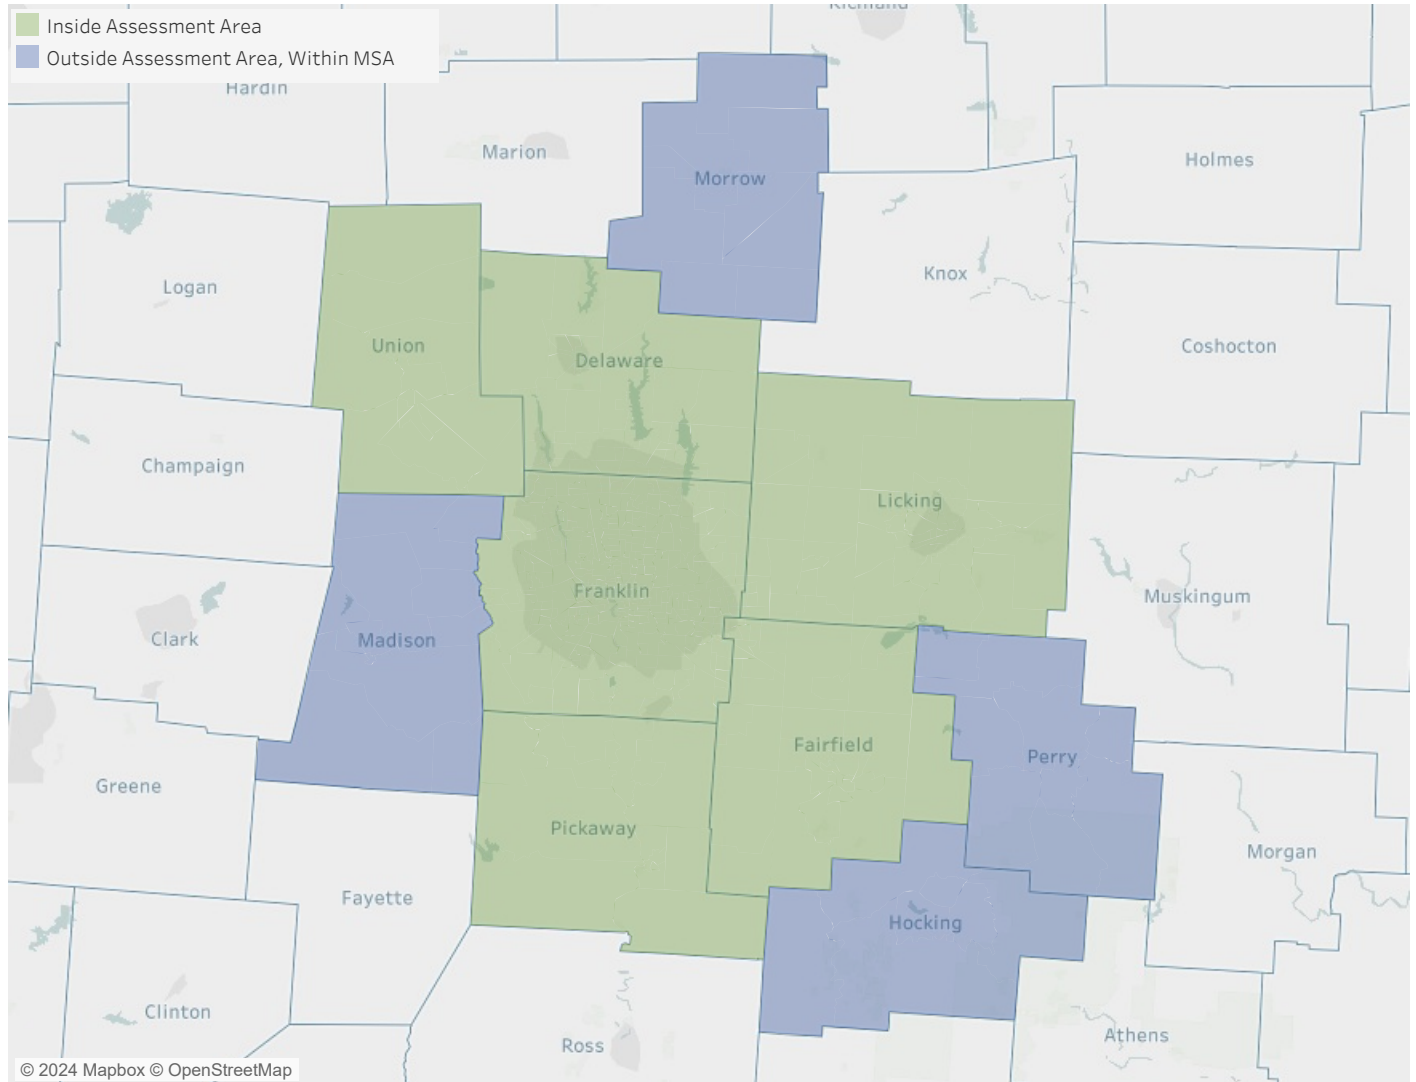 Inside Assessment Area
Outside Assessment Area, Within MSA
Richland
Hardin
Marion
Morrow
Holmes
Logan
Knox
Union
Delaware
Coshocton
Champaign
Licking
Franklin
Muskingum
Clark
Madison
Fairfield
Perry
Greene
Pickaway
Morgan
Fayette
Hocking
Clinton
Ross
Athens
© 2024 Mapbox © OpenStreetMap